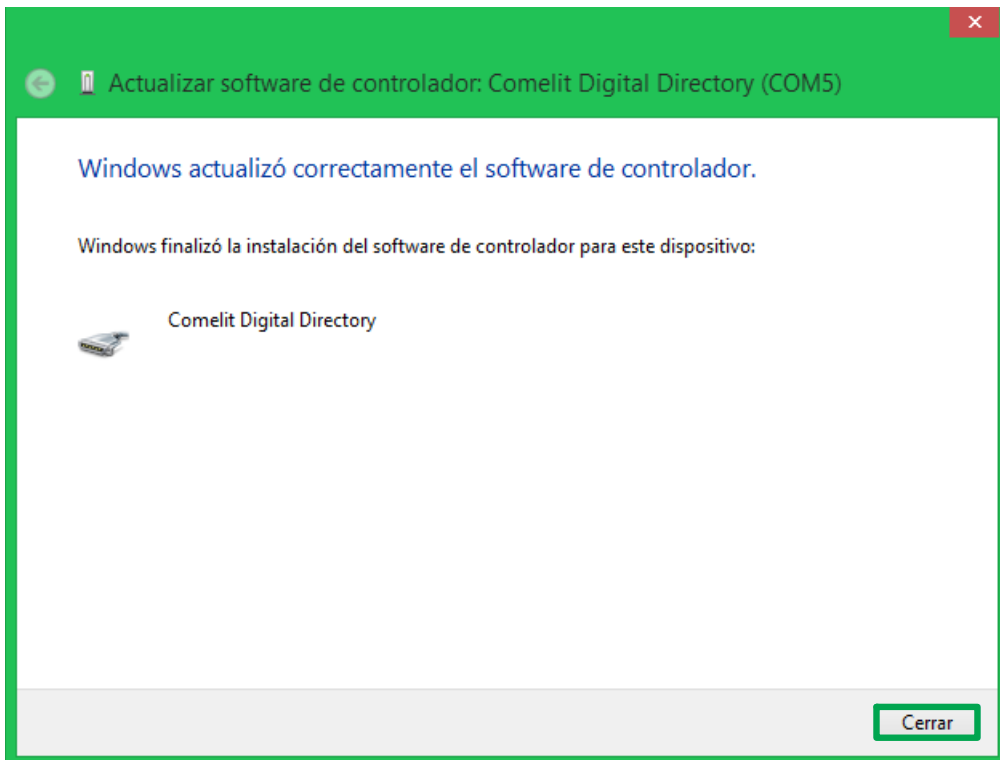 Actualizar software de controlador: Comelit Digital Directory (COM5)
Windows actualizó correctamente el software de controlador.
Windows finalizó la instalación del software de controlador para este dispositivo:
Comelit Digital Directory
Cerrar